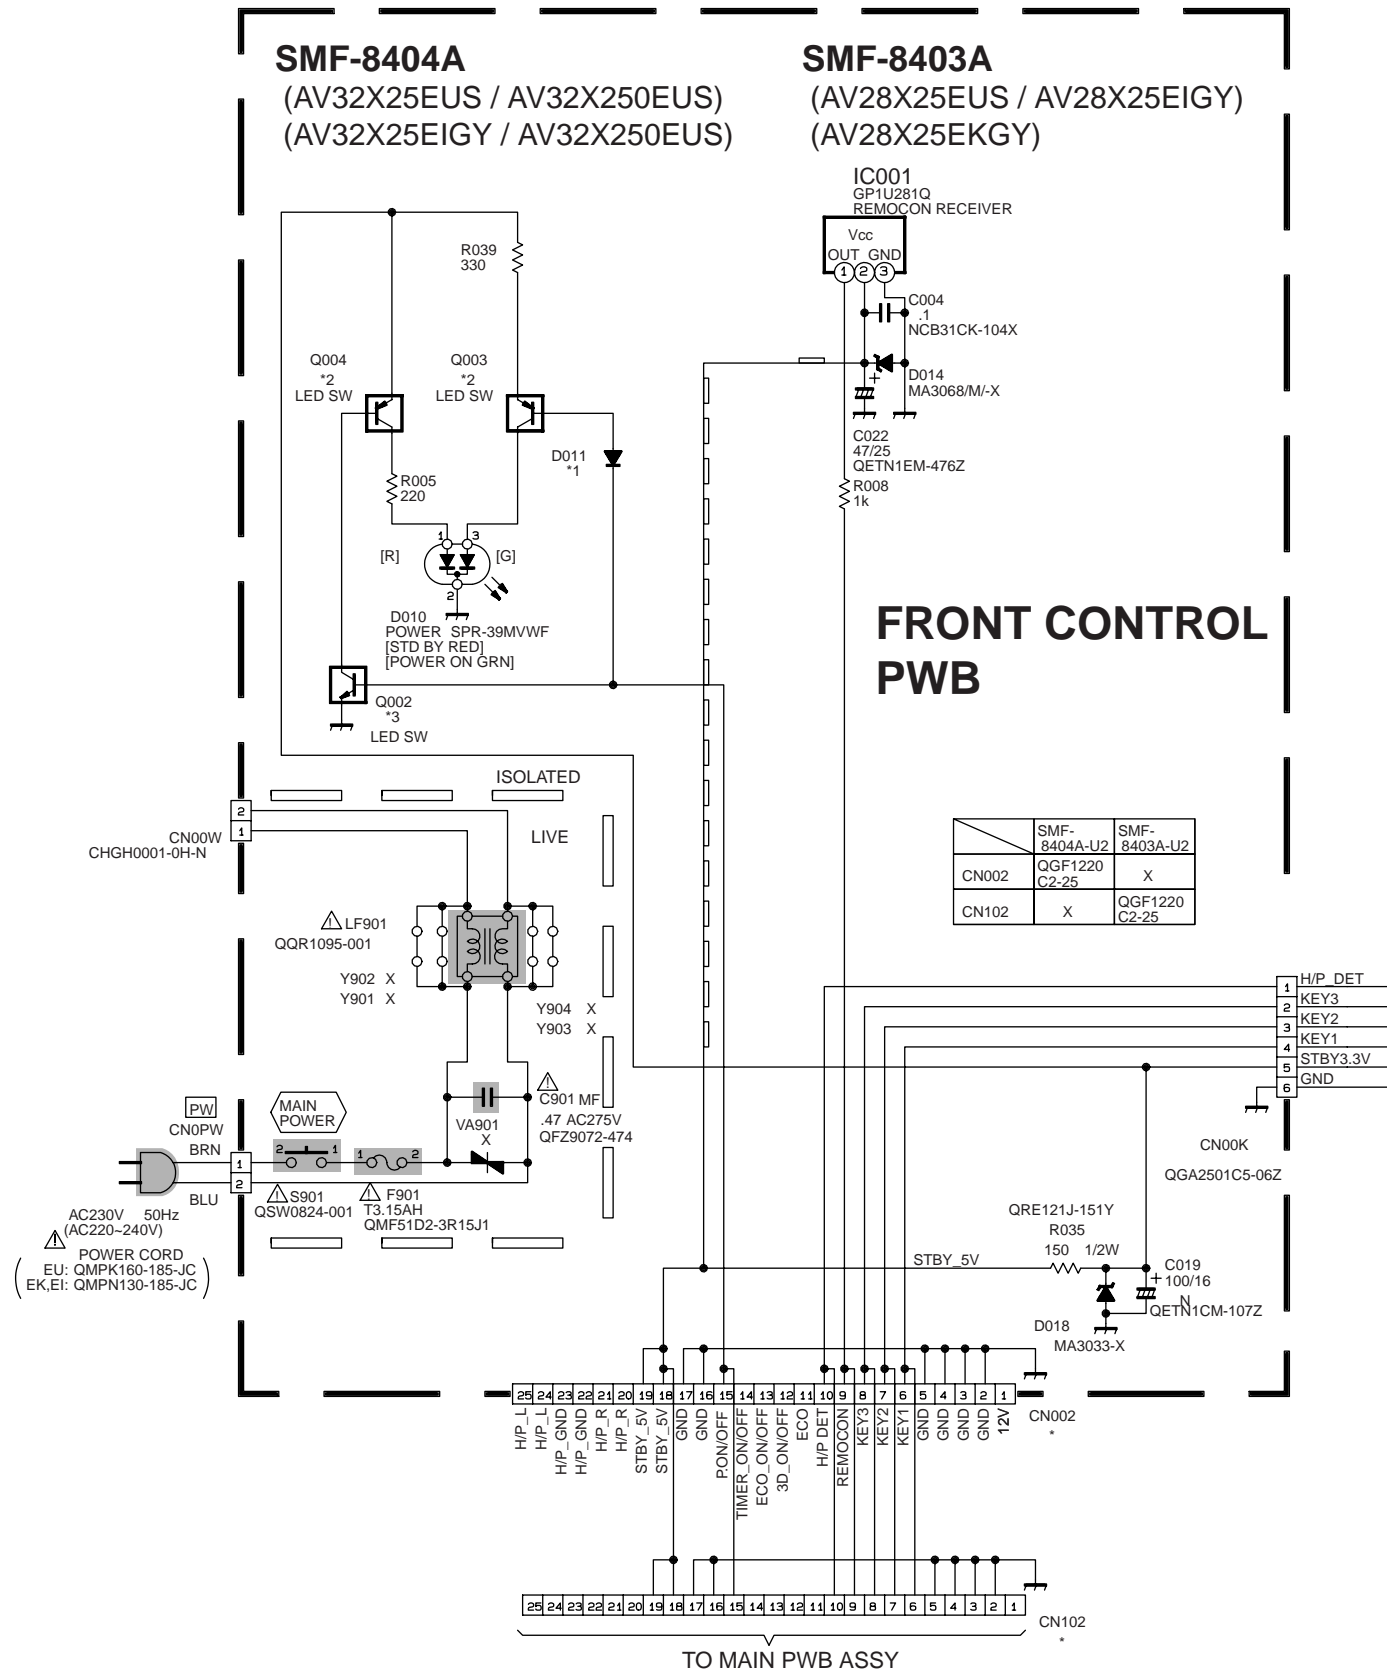 SMF-8404A
(AV32X25EUS / AV32X250EUS)
(AV32X25EIGY / AV32X250EUS)
SMF-8403A
(AV28X25EUS / AV28X25EIGY)
(AV28X25EKGY)
IC001
GP1U281Q
REMOCON RECEIVER
Vcc
OUT GND
1 2 3
C004
.1
NCB31CK-104X
D014
MA3068/M/-X
+
C022
47/25
QETN1EM-476Z
R008
1k
R039
330
Q004
*2
LED SW
Q003
*2
LED SW
D011
*1
R005
220
1 3
[R] [G]
2
D010
POWER SPR-39MVWF
[STD BY RED]
[POWER ON GRN]
Q002
*3
LED SW
FRONT CONTROL
PWB
ISOLATED
LIVE
2
1
CN00W
CHGH0001-0H-N
SMF-8404A-U2 SMF-8403A-U2
CN002 QGF1220C2-25 X
CN102 X QGF1220C2-25
! LF901
QQR1095-001
Y902 X
Y901 X
Y904 X
Y903 X
!
C901 MF
.47 AC275V
QFZ9072-474
VA901
X
PW
CN0PW
BRN
BLU
1
2
MAIN
POWER
2 1
1 2
! S901
QSW0824-001
! F901
T3.15AH
QMF51D2-3R15J1
AC230V 50Hz
(AC220~240V)
! POWER CORD
EU: QMPK160-185-JC
EK,EI: QMPN130-185-JC
1 H/P_DET
2 KEY3
3 KEY2
4 KEY1
5 STBY3.3V
6 GND
CN00K
QGA2501C5-06Z
QRE121J-151Y
R035
150 1/2W
STBY_5V
C019
+ 100/16
N
QETN1CM-107Z
D018
MA3033-X
25 24 23 22 21 20 19 18 17 16 15 14 13 12 11 10 9 8 7 6 5 4 3 2 1
CN002
*
H/P_L
H/P_L
H/P_GND
H/P_GND
H/P_R
H/P_R
STBY_5V
STBY_5V
GND
GND
P.ON/OFF
TIMER_ON/OFF
ECO_ON/OFF
3D_ON/OFF
ECO
H/P DET
REMOCON
KEY3
KEY2
KEY1
GND
GND
GND
GND
12V
25 24 23 22 21 20 19 18 17 16 15 14 13 12 11 10 9 8 7 6 5 4 3 2 1
CN102
*
TO MAIN PWB ASSY